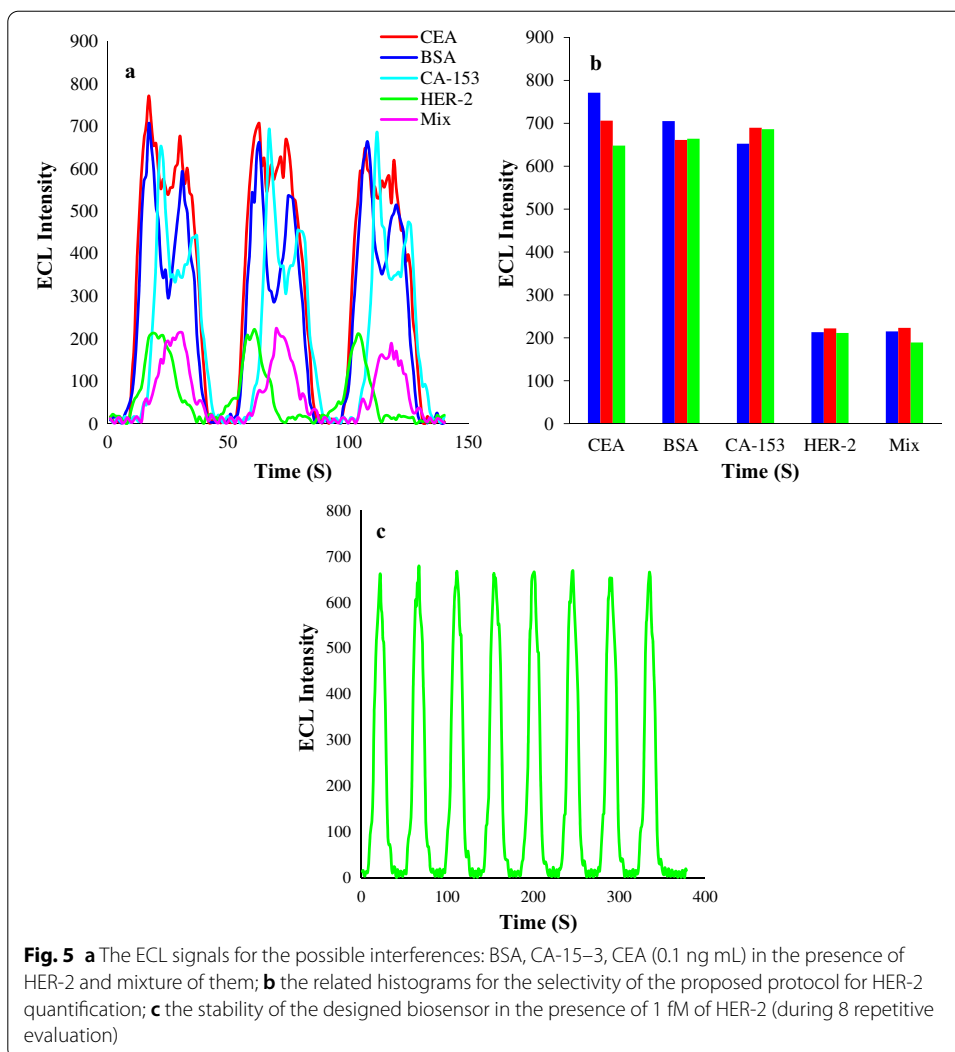 900
800
700
600
500
400
300
200
100
0
ECL Intensity
a
CEA
BSA
CA-153
HER-2
Mix
0 50 100 150
Time (S)
900
800
700
600
500
400
300
200
100
0
ECL Intensity
b
CEA BSA CA-153 HER-2 Mix
Time (S)
800
700
600
500
400
300
200
100
0
ECL Intensity
c
0 100 200 300 400
Time (S)
Fig. 5 a The ECL signals for the possible interferences: BSA, CA-15–3, CEA (0.1 ng mL) in the presence of
HER-2 and mixture of them; b the related histograms for the selectivity of the proposed protocol for HER-2
quantification; c the stability of the designed biosensor in the presence of 1 fM of HER-2 (during 8 repetitive
evaluation)